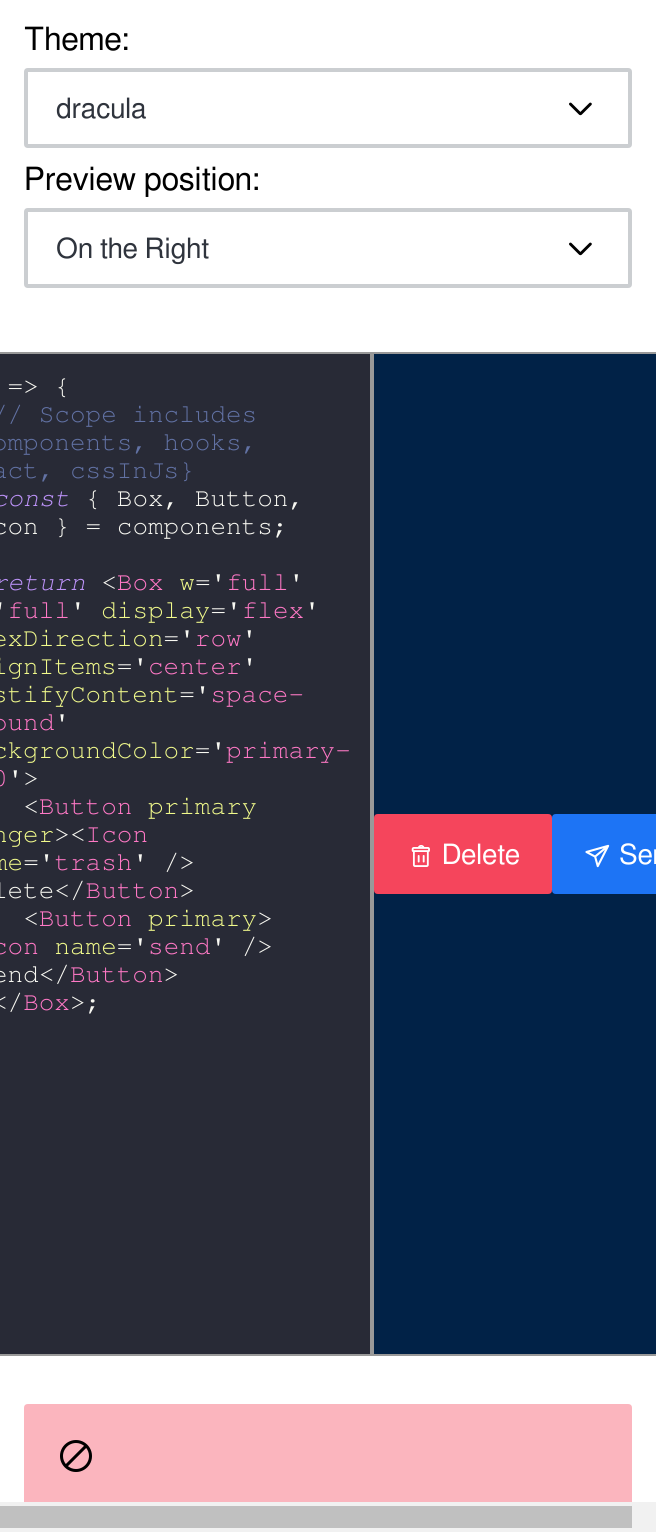 Theme:
dracula
Preview position:
On the Right
=> {
// Scope includes
omponents, hooks,
act, cssInJs}
const { Box, Button,
con } = components;
return <Box w='full'
'full' display='flex'
exDirection='row'
ignItems='center'
stifyContent='space-
ound'
ckgroundColor='primary-
0'>
<Button primary
nger><Icon
me='trash' />
lete</Button>
<Button primary>
con name='send' />
end</Button>
</Box>;
Delete
Se